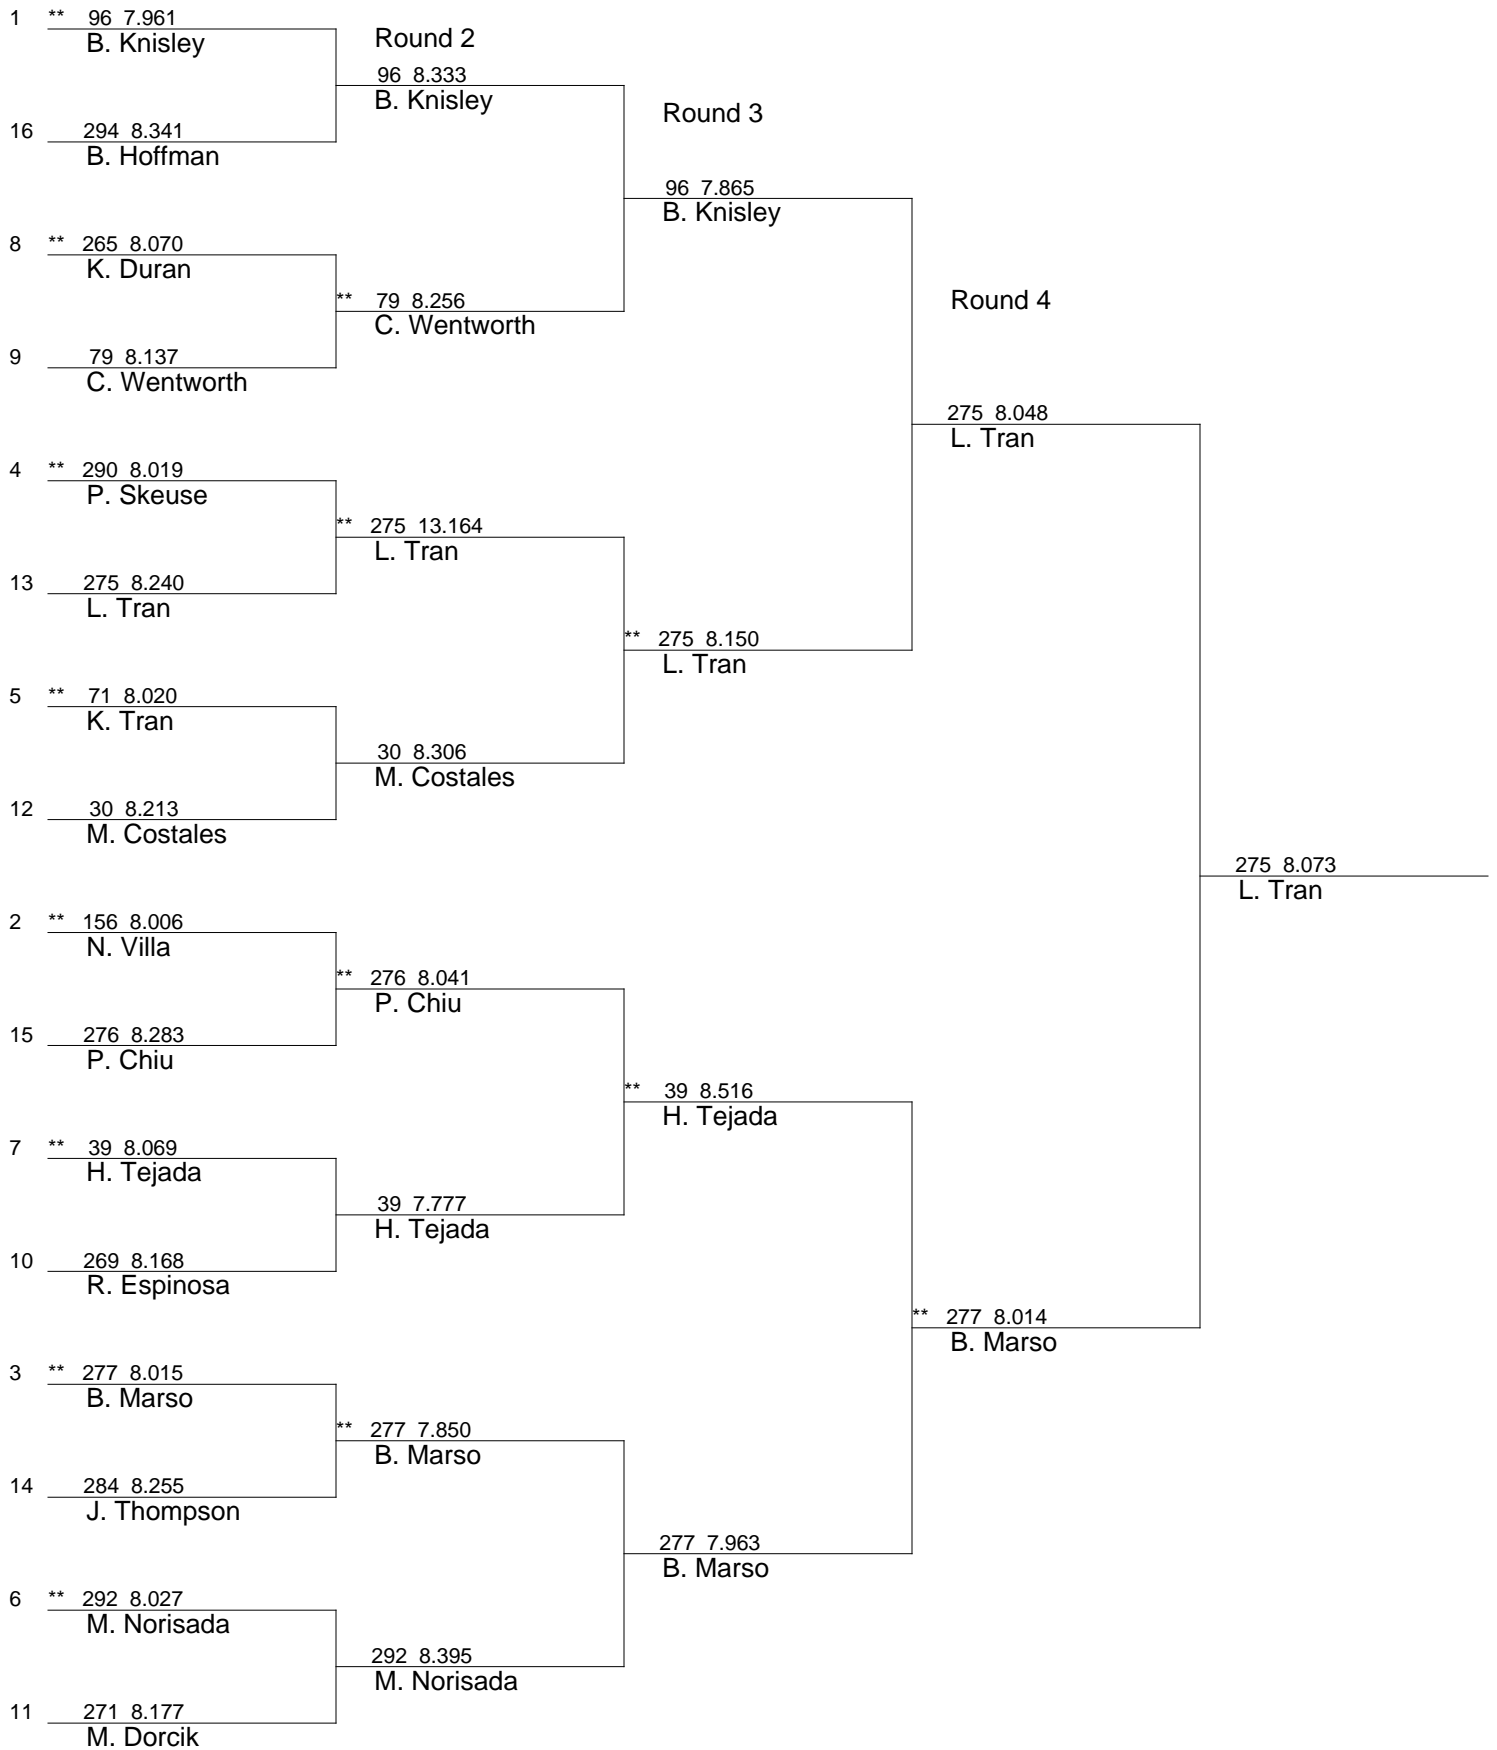 1 ** 96 7.961
B. Knisley
Round 2
96 8.333
B. Knisley
Round 3
16 294 8.341
B. Hoffman
96 7.865
B. Knisley
8 ** 265 8.070
K. Duran
** 79 8.256
C. Wentworth
Round 4
9 79 8.137
C. Wentworth
275 8.048
L. Tran
4 ** 290 8.019
P. Skeuse
** 275 13.164
L. Tran
13 275 8.240
L. Tran
** 275 8.150
L. Tran
5 ** 71 8.020
K. Tran
30 8.306
M. Costales
12 30 8.213
M. Costales
275 8.073
L. Tran
2 ** 156 8.006
N. Villa
** 276 8.041
P. Chiu
15 276 8.283
P. Chiu
** 39 8.516
H. Tejada
7 ** 39 8.069
H. Tejada
39 7.777
H. Tejada
10 269 8.168
R. Espinosa
** 277 8.014
B. Marso
3 ** 277 8.015
B. Marso
** 277 7.850
B. Marso
14 284 8.255
J. Thompson
277 7.963
B. Marso
6 ** 292 8.027
M. Norisada
292 8.395
M. Norisada
11 271 8.177
M. Dorcik